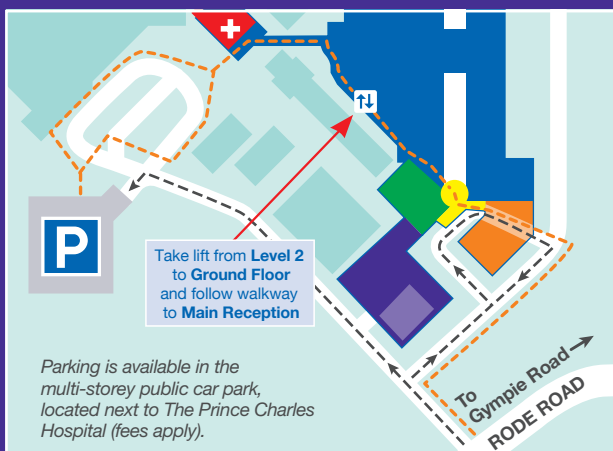 Take lift from Level 2
to Ground Floor
and follow walkway
to Main Reception
P
Parking is available in the
multi-storey public car park,
located next to The Prince Charles
Hospital (fees apply).
To
Gympie Road
RODE ROAD